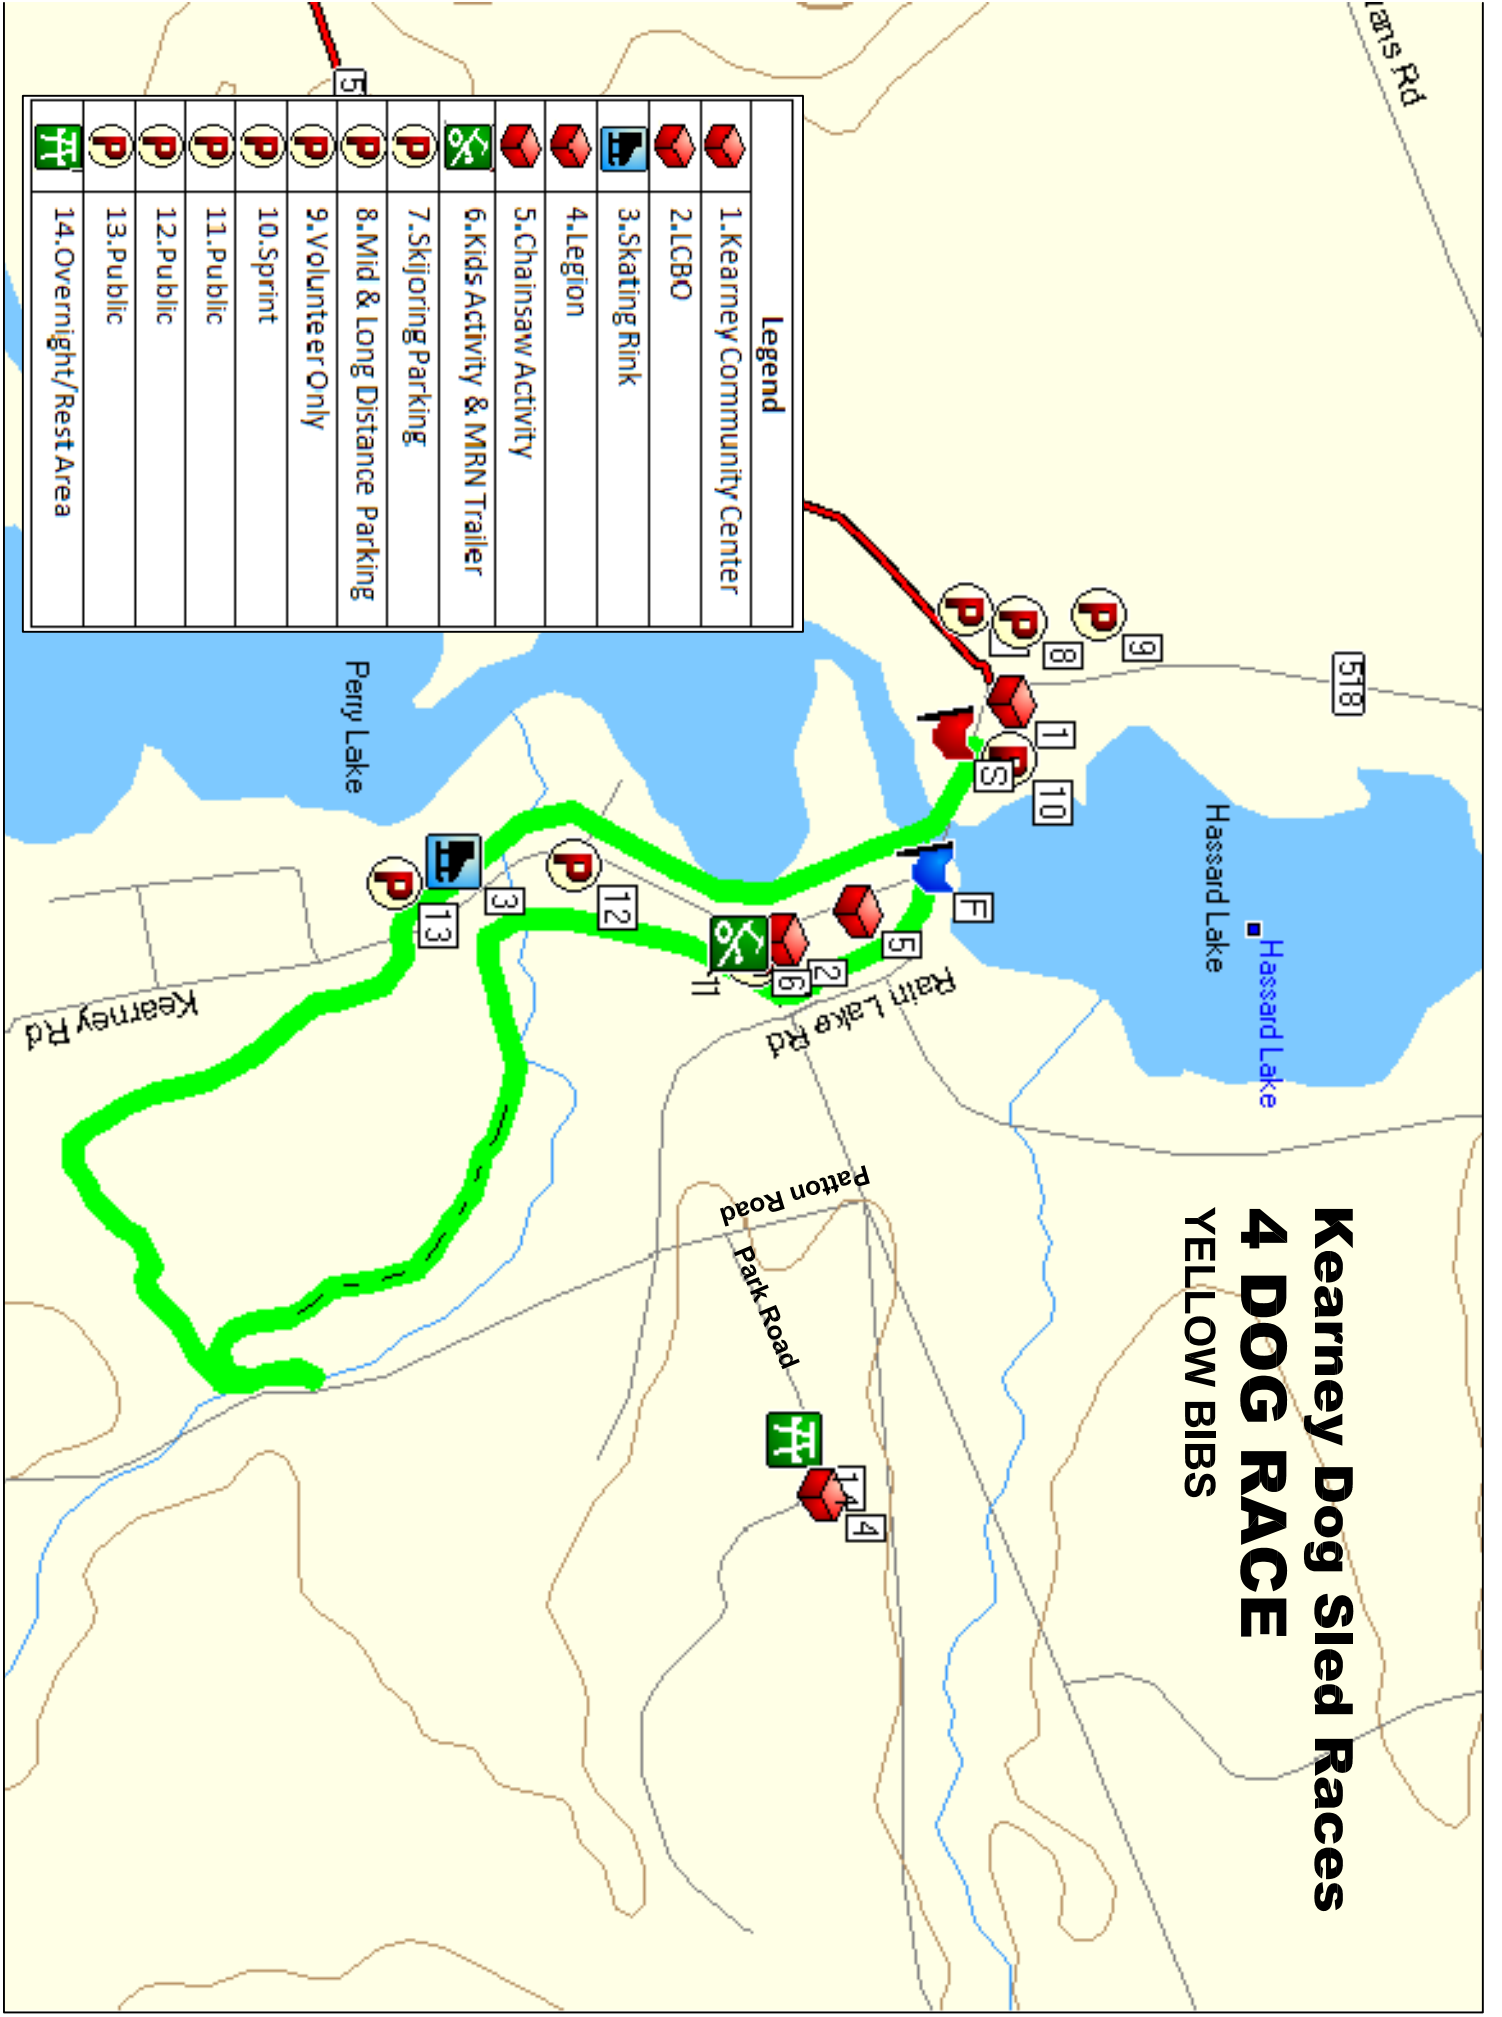 Kearney Dog Sled Races
4 DOG RACE
YELLOW BIBS
Legend
1.Kearney Community Center
2.LCBO
3.Skating Rink
4.Legion
5.Chainsaw Activity
6.Kids Activity & MRN Trailer
7.Skijoring Parking
8.Mid & Long Distance Parking
9.Volunteer Only
10.Sprint
11.Public
12.Public
13.Public
14.Overnight/Rest Area
518
9
8
1
10
S
F
5
2
6
11
12
3
13
14
4
5
Hassard Lake
Hassard Lake
Perry Lake
Rain Lake Rd
Kearney Rd
Patton Road
Park Road
P
P
P
P
P
P
P
P
P
P
P
P
P